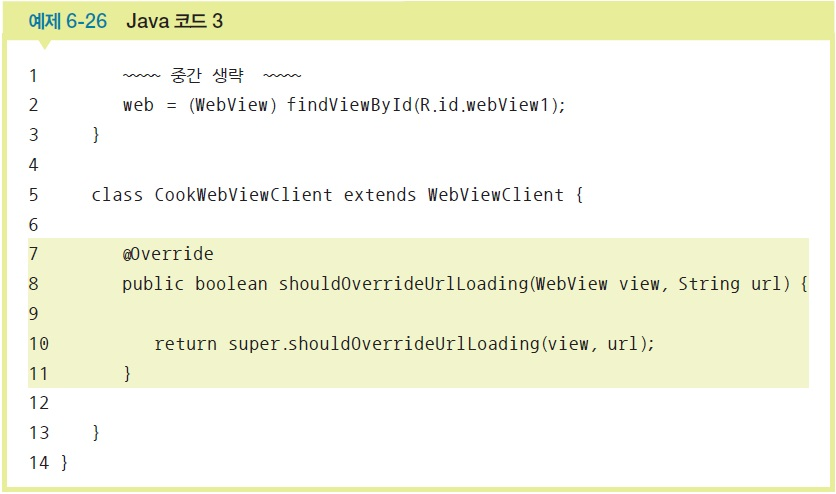 예제 6-26 Java 코드 3
1 ~~~~~ 중간 생략 ~~~~~
2 web = (WebView) findViewById(R.id.webView1);
3 }
4
5 class CookWebViewClient extends WebViewClient {
6
7 @Override
8 public boolean shouldOverrideUrlLoading(WebView view, String url) {
9
10 return super.shouldOverrideUrlLoading(view, url);
11 }
12
13 }
14 }